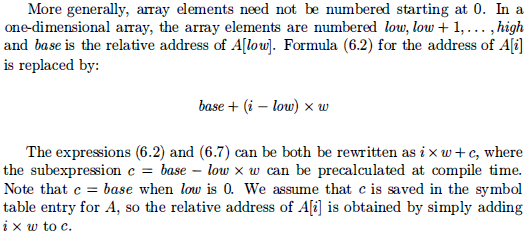 More generally, array elements need not be numbered starting at 0. In a
one-dimensional array, the array elements are numbered low, low + 1, . . . , high
and base is the relative address of A[low]. Formula (6.2) for the address of A[i]
is replaced by:
base + (i − low) × w
The expressions (6.2) and (6.7) can be both be rewritten as i × w + c, where
the subexpression c = base − low × w can be precalculated at compile time.
Note that c = base when low is 0. We assume that c is saved in the symbol
table entry for A, so the relative address of A[i] is obtained by simply adding
i × w to c.